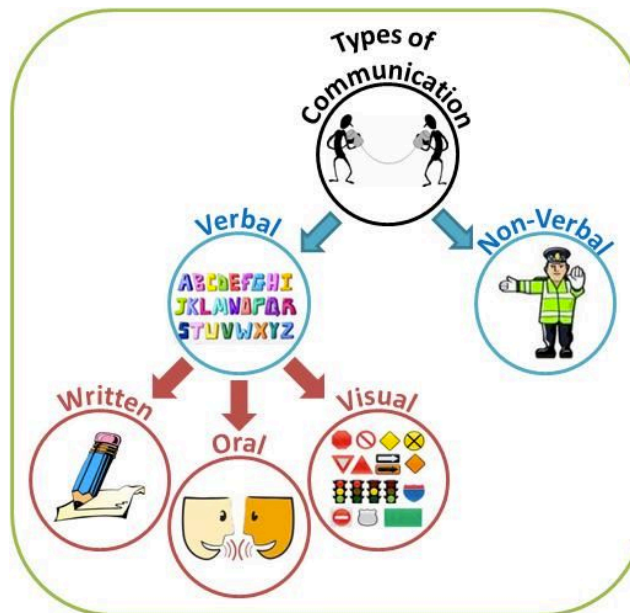 Types of
Communication
Verbal
Non-Verbal
ABCDEFGHI
JKLMNOPQR
STUVWXYZ
Written
Oral
Visual